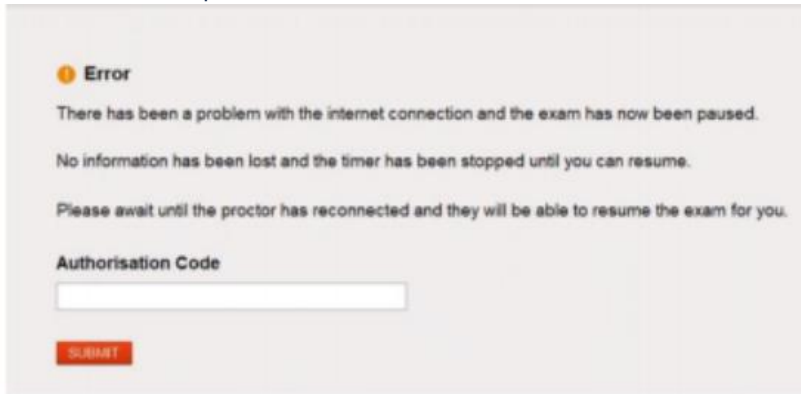 Error
There has been a problem with the internet connection and the exam has now been paused.
No information has been lost and the timer has been stopped until you can resume.
Please await until the proctor has reconnected and they will be able to resume the exam for you.
Authorisation Code
SUBMIT